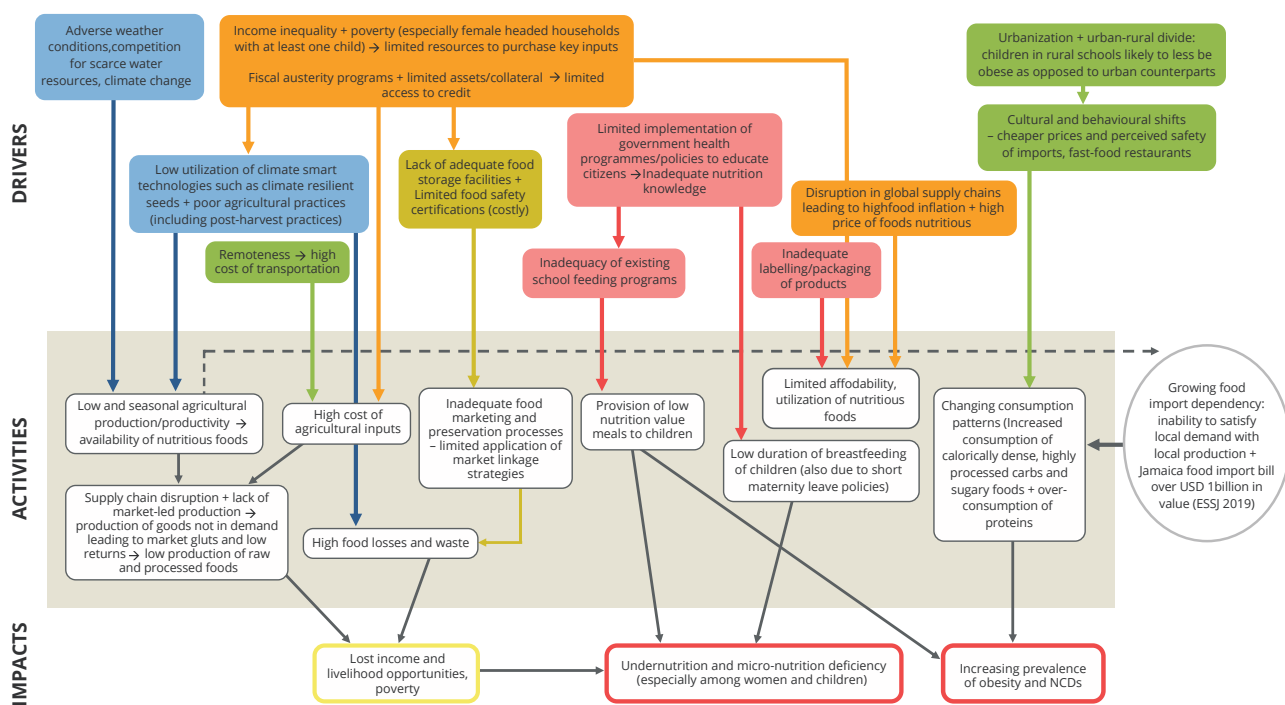 DRIVERS
Adverse weather
conditions,competition
for scarce water
resources, climate change
Income inequality + poverty (especially female headed households
with at least one child) → limited resources to purchase key inputs
Fiscal austerity programs + limited assets/collateral → limited
access to credit
Urbanization + urban-rural divide:
children in rural schools likely to less be
obese as opposed to urban counterparts
Cultural and behavioural shifts
– cheaper prices and perceived safety
of imports, fast-food restaurants
Low utilization of climate smart
technologies such as climate resilient
seeds + poor agricultural practices
(including post-harvest practices)
Lack of adequate food
storage facilities +
Limited food safety
certifications (costly)
Limited implementation of
government health
programmes/policies to educate
citizens → Inadequate nutrition
knowledge
Disruption in global supply chains
leading to highfood inflation + high
price of foods nutritious
Remoteness → high
cost of transportation
Inadequacy of existing
school feeding programs
Inadequate
labelling/packaging
of products
ACTIVITIES
Low and seasonal agricultural
production/productivity →
availability of nutritious foods
High cost of
agricultural inputs
Inadequate food
marketing and
preservation processes
– limited application of
market linkage
strategies
Provision of low
nutrition value
meals to children
Limited affodability,
utilization of nutritious
foods
Low duration of breastfeeding
of children (also due to short
maternity leave policies)
Changing consumption
patterns (Increased
consumption of
calorically dense, highly
processed carbs and
sugary foods + over-
consumption of
proteins
Growing food
import dependency:
inability to satisfy
local demand with
local production +
Jamaica food import bill
over USD 1billion in
value (ESSJ 2019)
Supply chain disruption + lack of
market-led production →
production of goods not in demand
leading to market gluts and low
returns → low production of raw
and processed foods
High food losses and waste
IMPACTS
Lost income and
livelihood opportunities,
poverty
Undernutrition and micro-nutrition deficiency
(especially among women and children)
Increasing prevalence
of obesity and NCDs